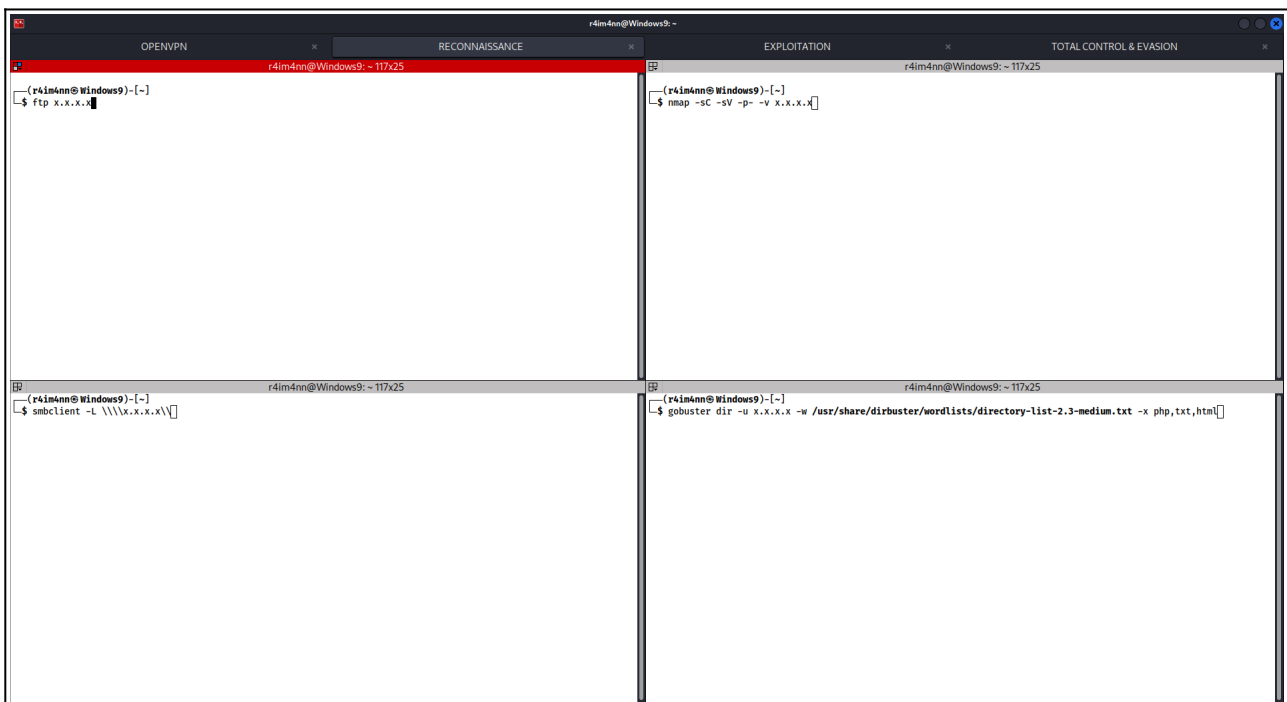 r4im4nn@Windows9: ~
OPENVPN × RECONNAISSANCE × EXPLOITATION × TOTAL CONTROL & EVASION ×
r4im4nn@Windows9: ~ 117x25
(r4im4nn㉿Windows9)-[~]
$ ftp x.x.x.x
r4im4nn@Windows9: ~ 117x25
(r4im4nn㉿Windows9)-[~]
$ nmap -sC -sV -p~ -v x.x.x.x
r4im4nn@Windows9: ~ 117x25
(r4im4nn㉿Windows9)-[~]
$ smbclient -L \\\\x.x.x.x\\
r4im4nn@Windows9: ~ 117x25
(r4im4nn㉿Windows9)-[~]
$ gobuster dir -u x.x.x.x -w /usr/share/dirbuster/wordlists/directory-list-2.3-medium.txt -x php,txt,html